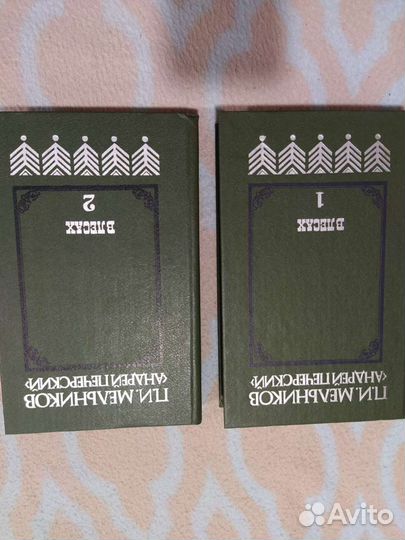 П.И. МЕЛЬНИКОВ
<АНДРЕЙ ПЕЧЕРСКИЙ>
В ЛЕСАХ
1
П.И. МЕЛЬНИКОВ
<АНДРЕЙ ПЕЧЕРСКИЙ>
В ЛЕСАХ
2
Avito